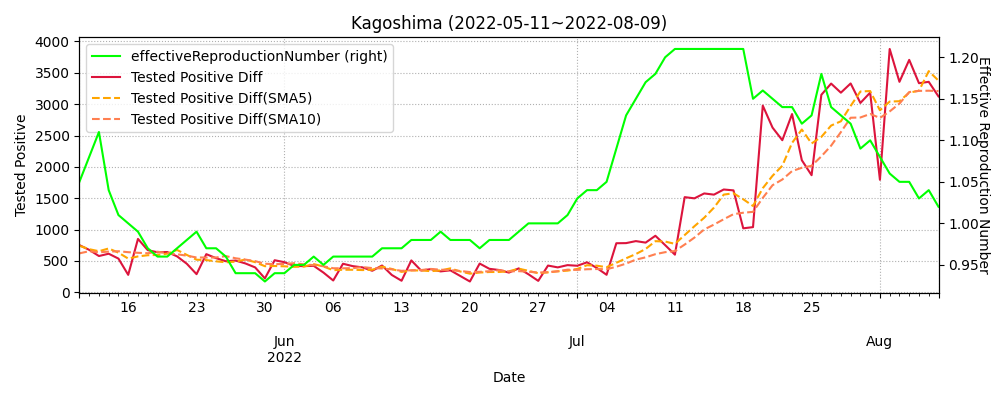 Kagoshima (2022-05-11~2022-08-09)
effectiveReproductionNumber (right)
Tested Positive Diff
Tested Positive Diff(SMA5)
Tested Positive Diff(SMA10)
Tested Positive
4000
3500
3000
2500
2000
1500
1000
500
0
1.20
1.15
1.10
1.05
1.00
0.95
Effective Reproduction Number
16 23 30 06 13 20 27 04 11 18 25
Jun Jul Aug
2022
Date